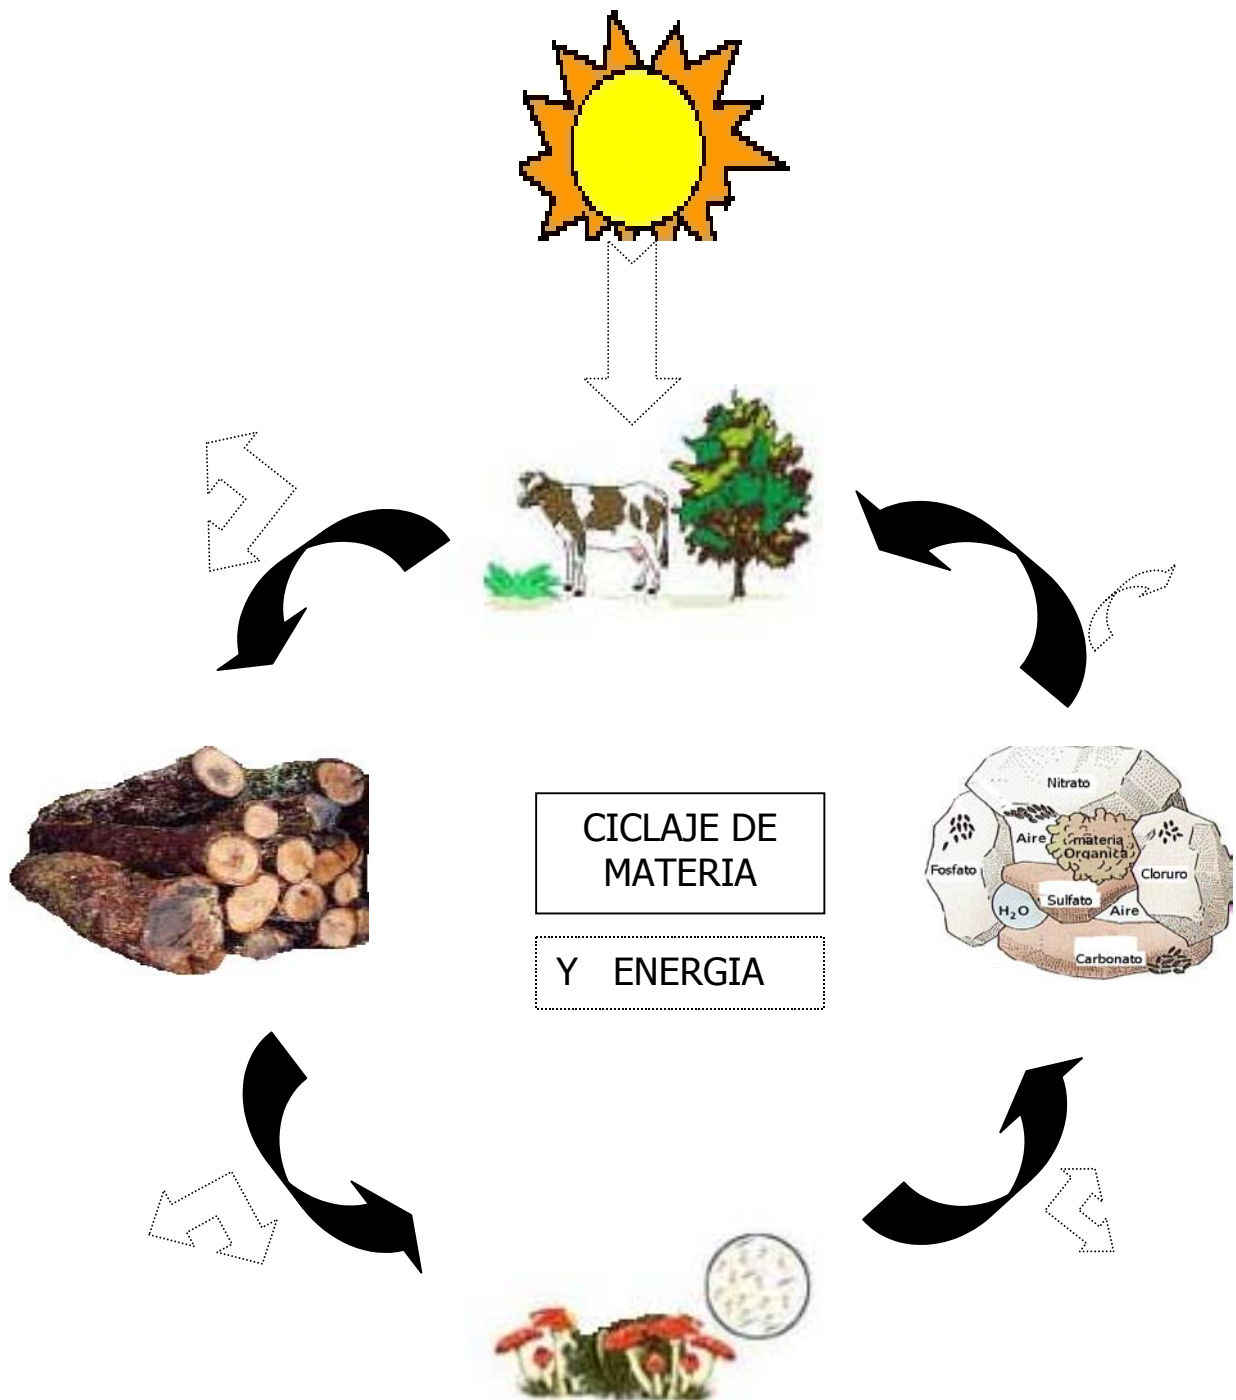 CICLAJE DE
MATERIA
Y ENERGIA
Nitrato
Aire
materia
Organica
Fosfato
Cloruro
Sulfato
H₂O
Aire
Carbonato